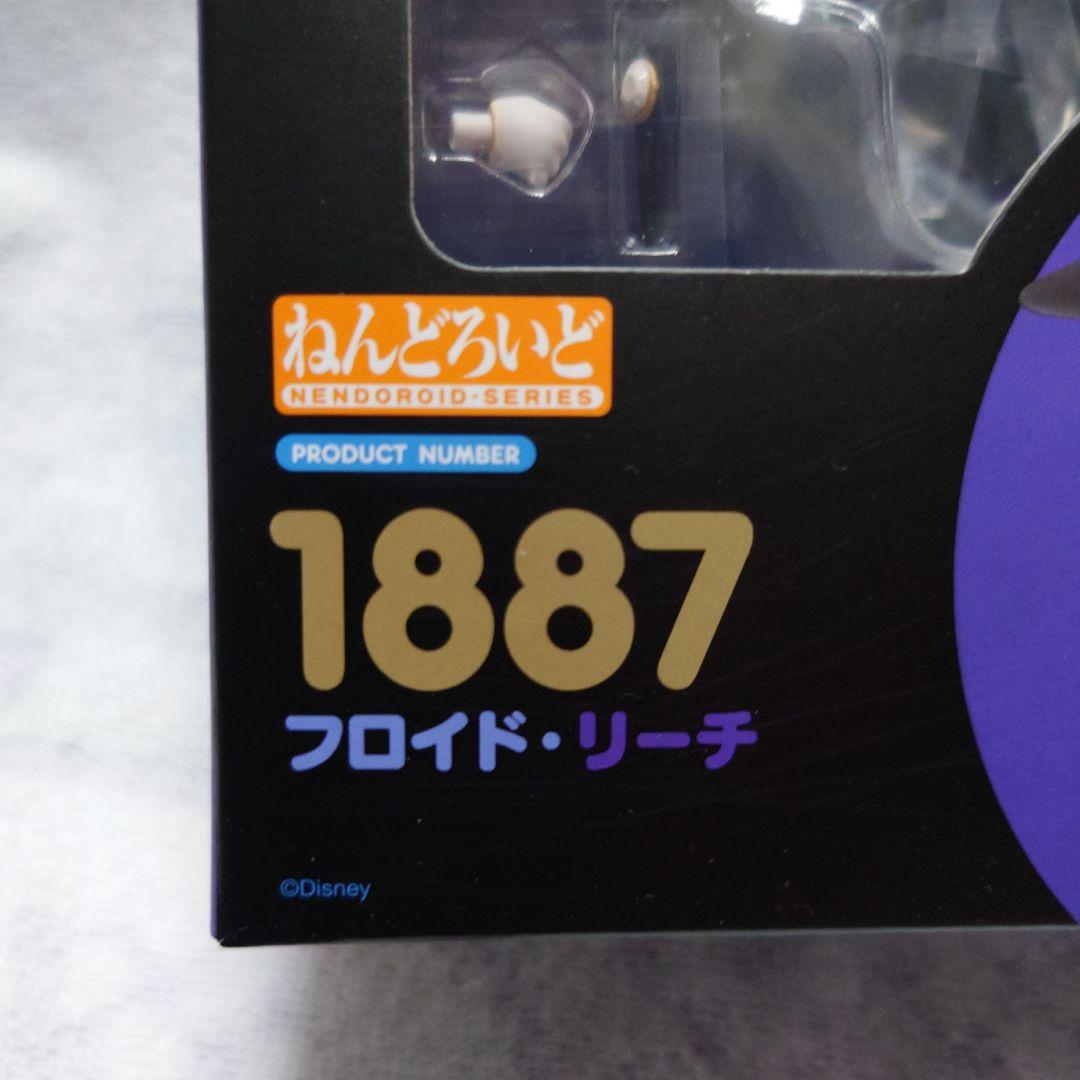 ねんどろいど
NENDOROID·SERIES
PRODUCT NUMBER
1887
フロイド・リーチ
©Disney